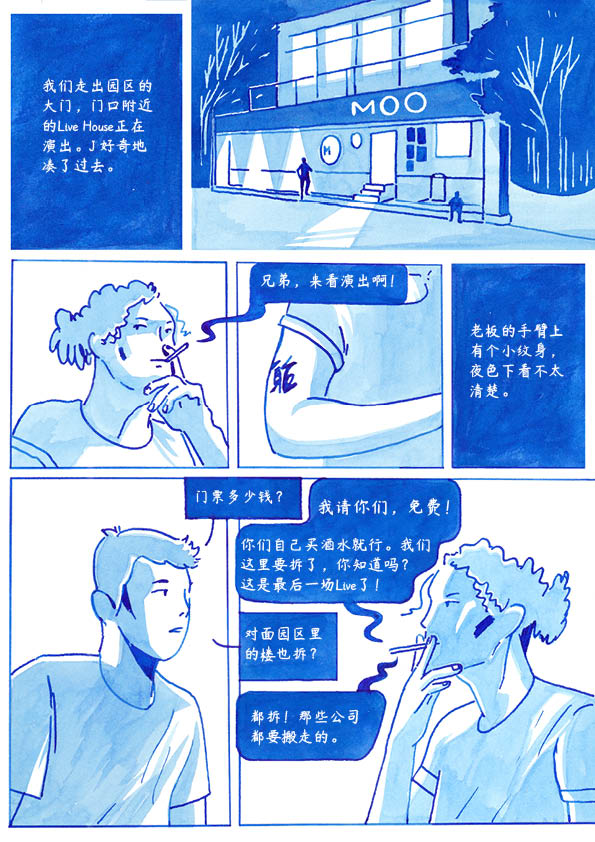 我们走出园区的
大门，门口附近
的Live House正在
演出。J好奇地
凑了过去。
MOO
M
兄弟，来看演出啊！
老板的手臂上
有个小纹身，
夜色下看不太
清楚。
门票多少钱？
我请你们，免费！
你们自己买酒水就行。我们
这里要拆了，你知道吗？
这是最后一场Live了！
对面园区里
的楼也拆？
都拆！那些公司
都要搬走的。